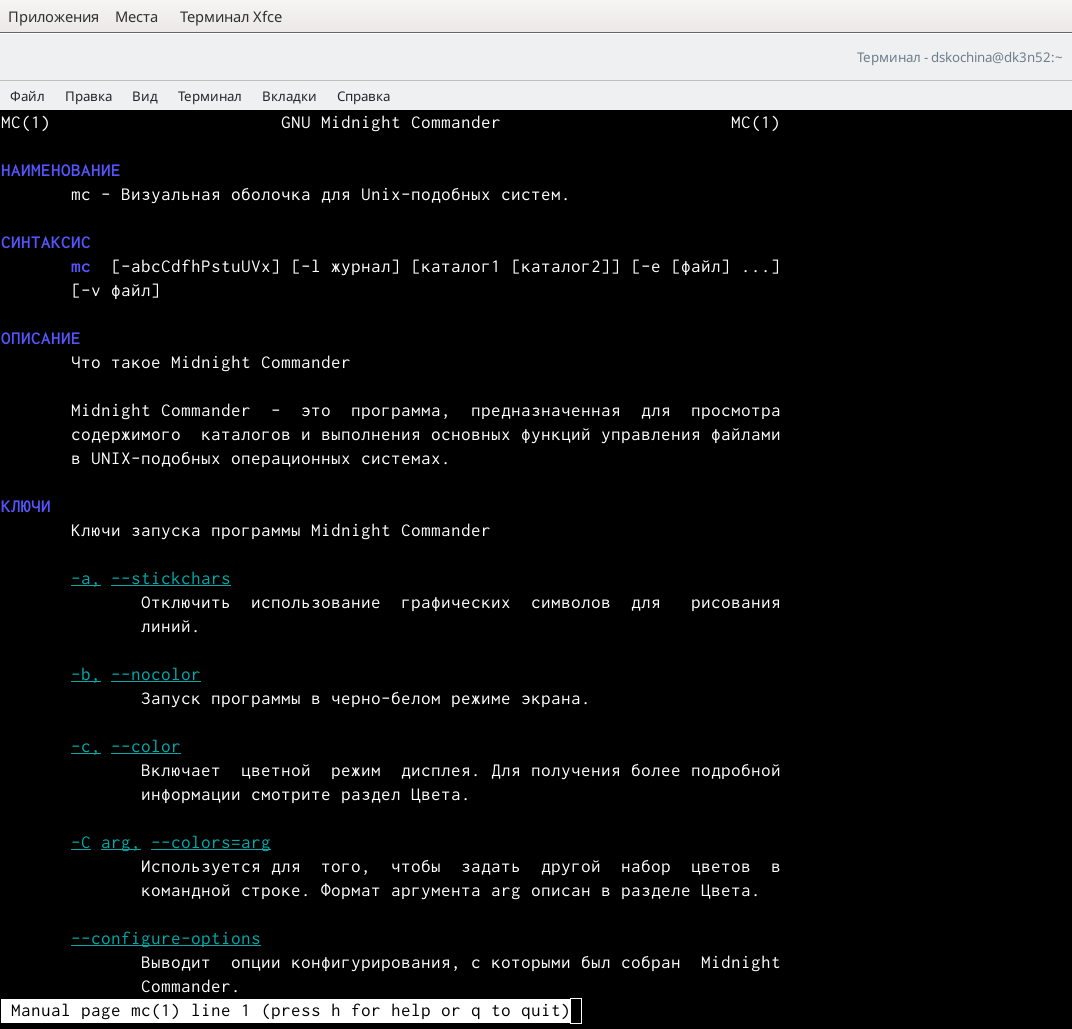 Приложения Места Терминал Xfce
Терминал - dskochina@dk3n52:~
Файл Правка Вид Терминал Вкладки Справка
MC(1) GNU Midnight Commander MC(1)
НАИМЕНОВАНИЕ
mc - Визуальная оболочка для Unix-подобных систем.
СИНТАКСИС
mc [-abcCdfhPstuUVx] [-l журнал] [каталог1 [каталог2]] [-e [файл] ...]
[-v файл]
ОПИСАНИЕ
Что такое Midnight Commander
Midnight Commander - это программа, предназначенная для просмотра
содержимого каталогов и выполнения основных функций управления файлами
в UNIX-подобных операционных системах.
КЛЮЧИ
Ключи запуска программы Midnight Commander
-a, --stickchars
Отключить использование графических символов для рисования
линий.
-b, --nocolor
Запуск программы в черно-белом режиме экрана.
-c, --color
Включает цветной режим дисплея. Для получения более подробной
информации смотрите раздел Цвета.
-C arg, --colors=arg
Используется для того, чтобы задать другой набор цветов в
командной строке. Формат аргумента arg описан в разделе Цвета.
--configure-options
Выводит опции конфигурирования, с которыми был собран Midnight
Commander.
Manual page mc(1) line 1 (press h for help or q to quit)